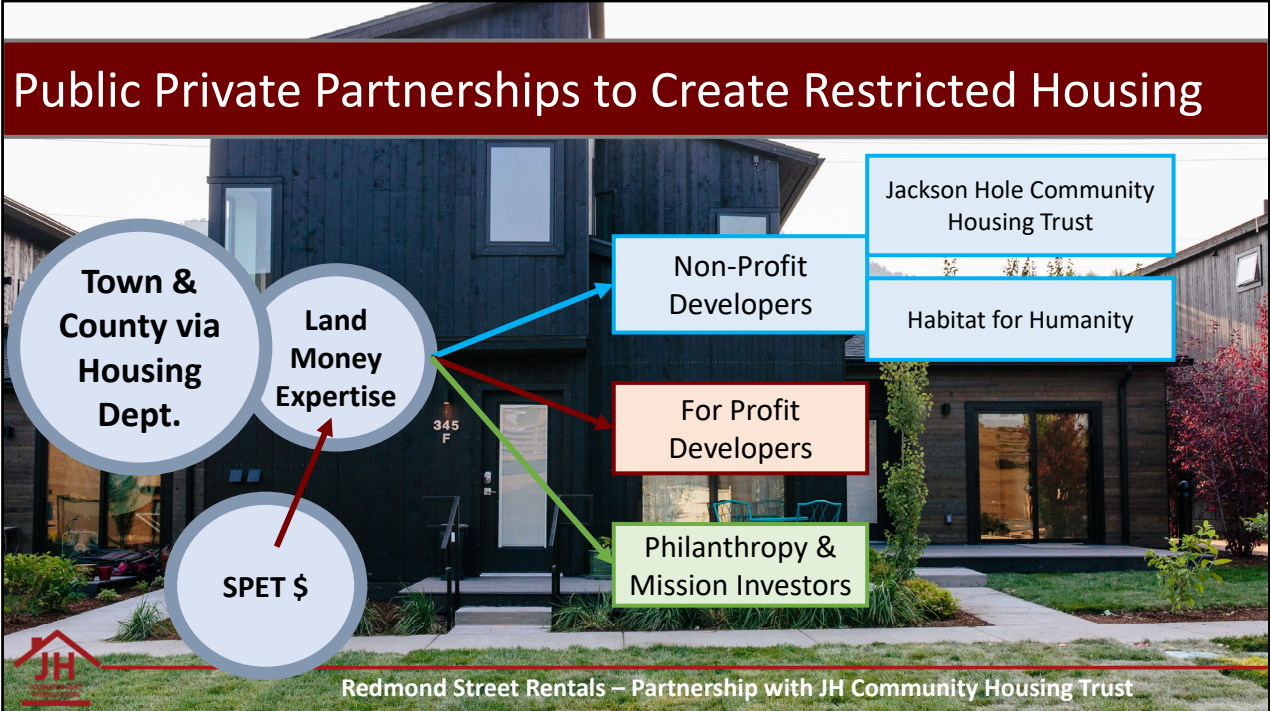 Public Private Partnerships to Create Restricted Housing
Town &
County via
Housing
Dept.
Land
Money
Expertise
SPET $
Non-Profit
Developers
Jackson Hole Community
Housing Trust
Habitat for Humanity
For Profit
Developers
Philanthropy &
Mission Investors
345
F
JH
Redmond Street Rentals – Partnership with JH Community Housing Trust